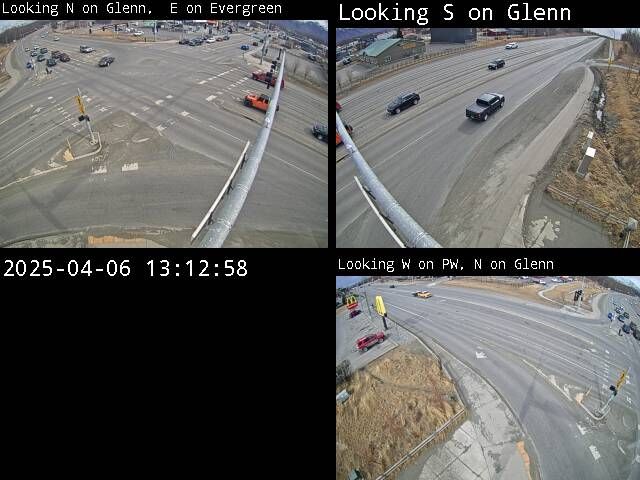 Looking N on Glenn, E on Evergreen
Looking S on Glenn
2025-04-06 13:12:58
Looking W on PW, N on Glenn